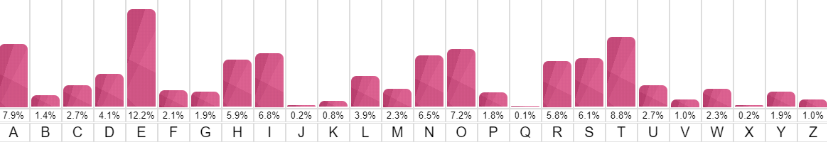 7.9% 1.4% 2.7% 4.1% 12.2% 2.1% 1.9% 5.9% 6.8% 0.2% 0.8% 3.9% 2.3% 6.5% 7.2% 1.8% 0.1% 5.8% 6.1% 8.8% 2.7% 1.0% 2.3% 0.2% 1.9% 1.0%
A B C D E F G H I J K L M N O P Q R S T U V W X Y Z